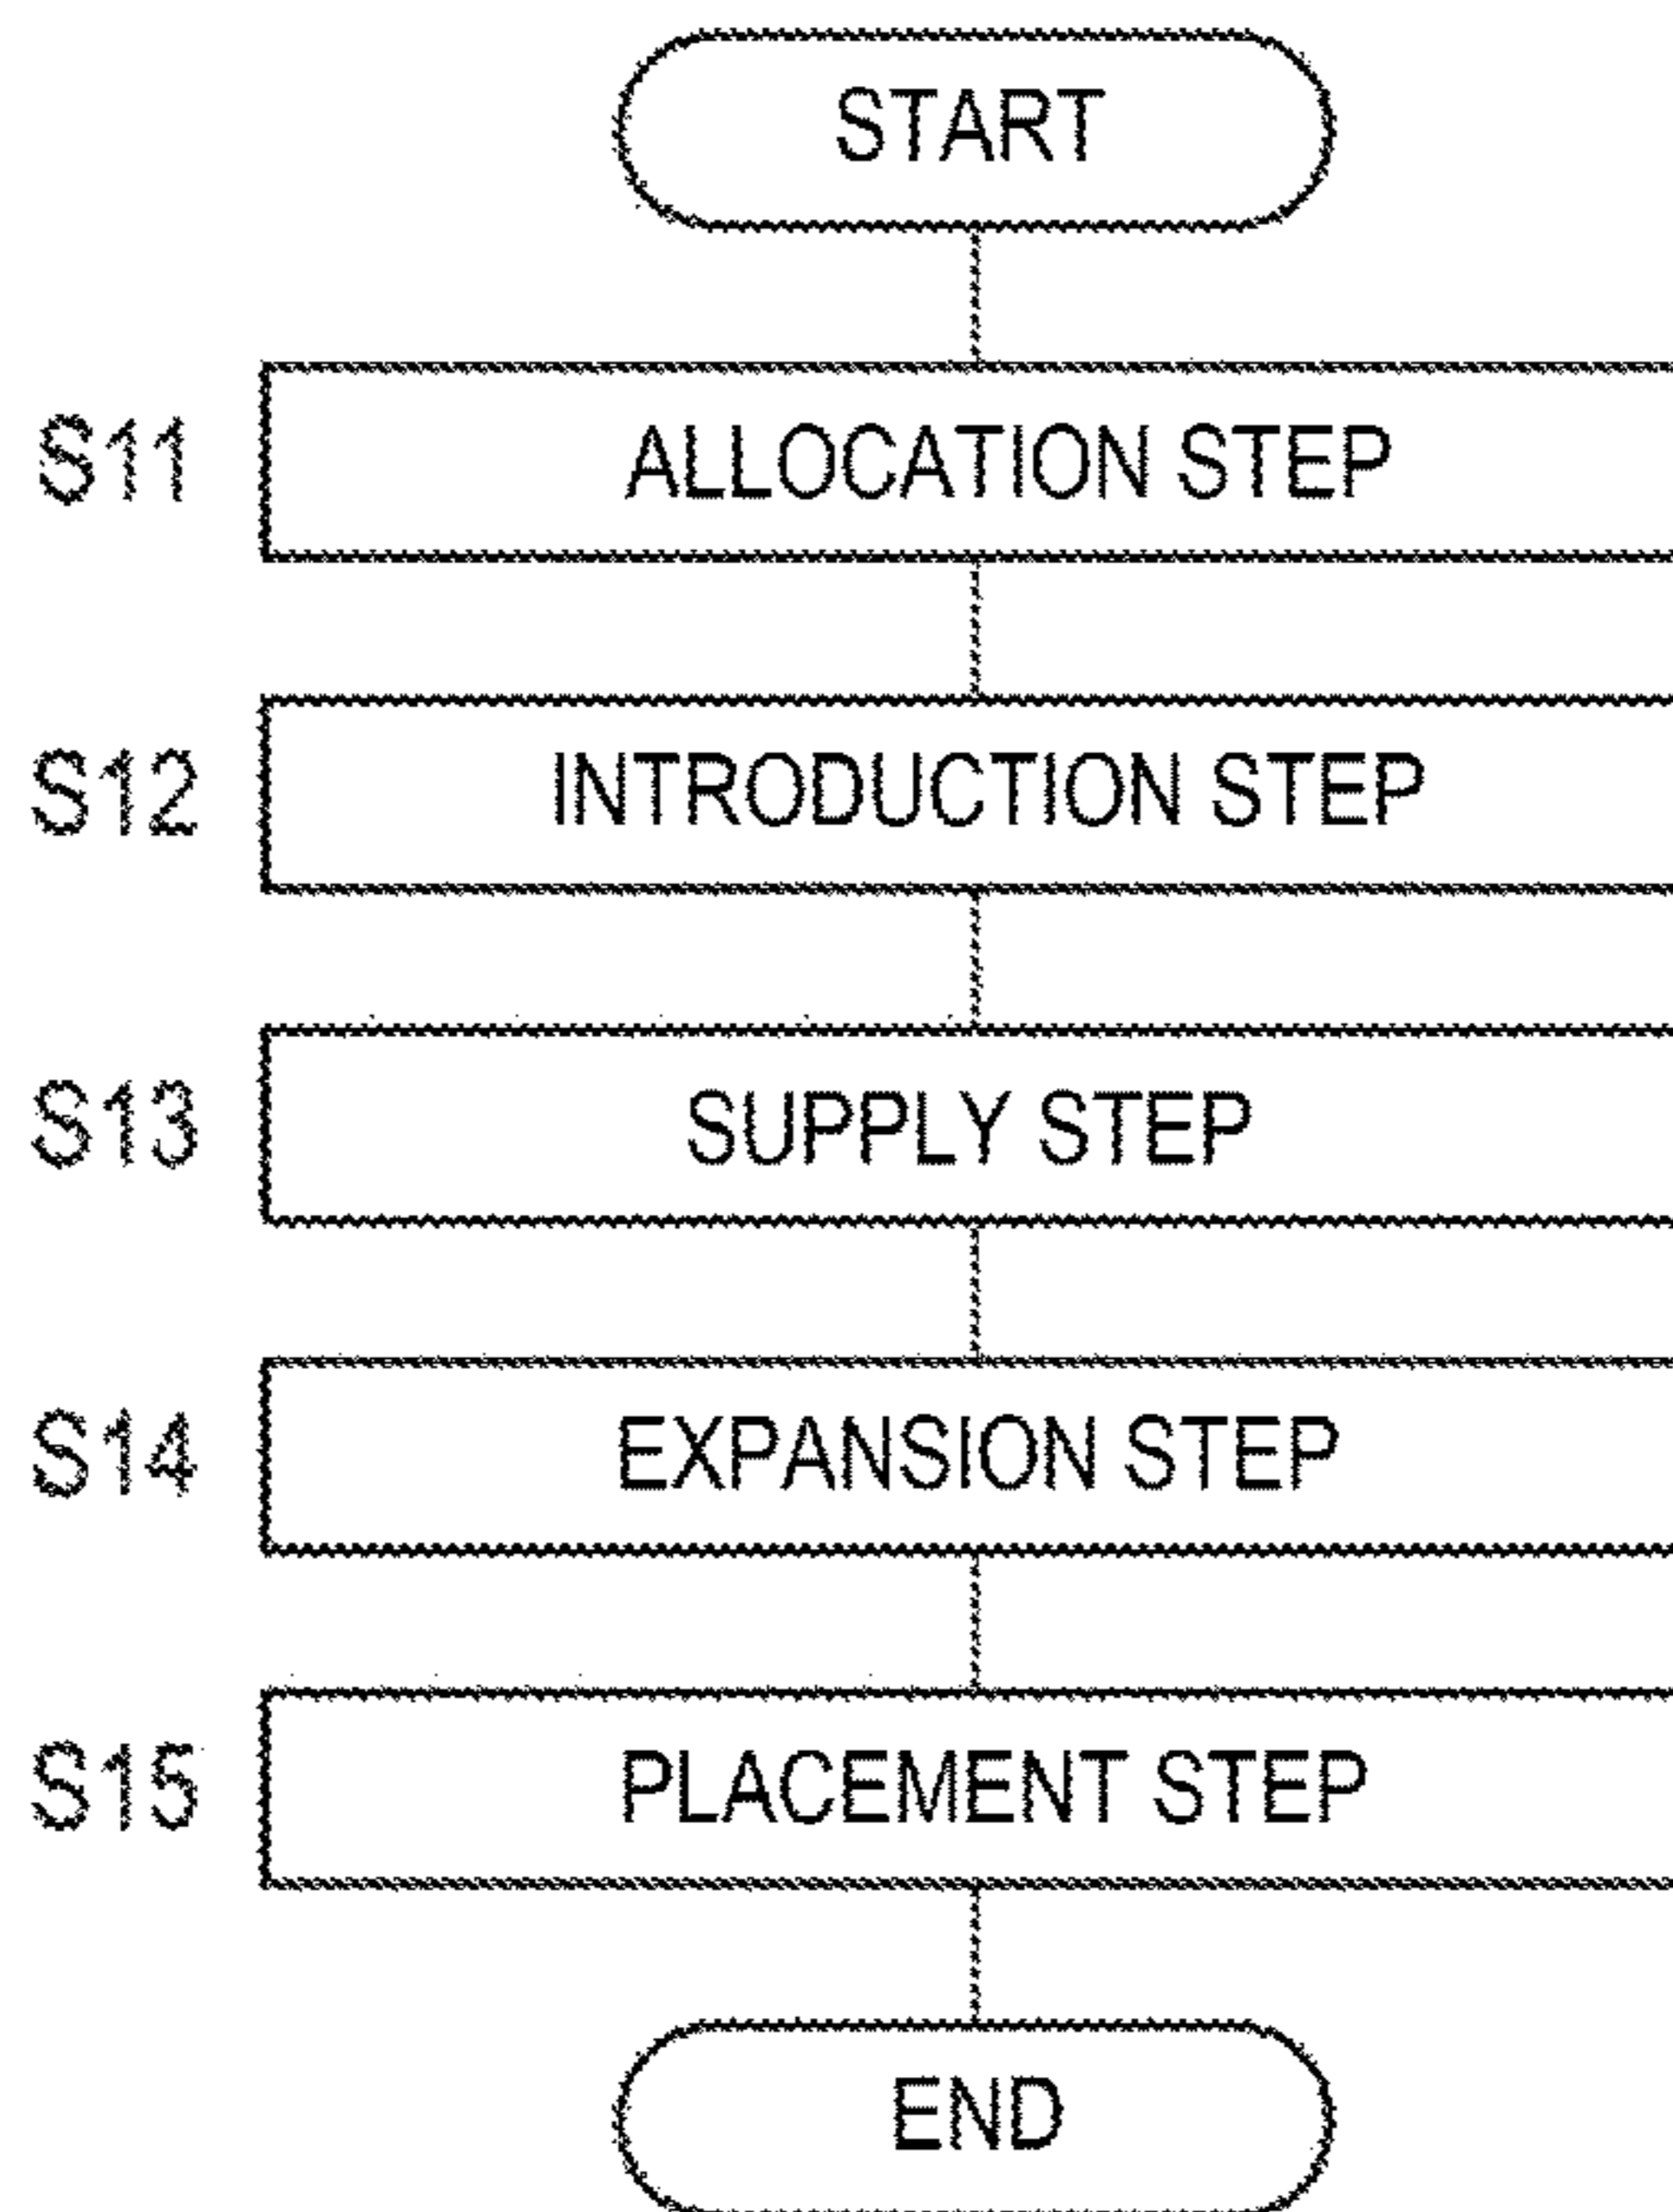 START
S11 ALLOCATION STEP
S12 INTRODUCTION STEP
S13 SUPPLY STEP
S14 EXPANSION STEP
S15 PLACEMENT STEP
END